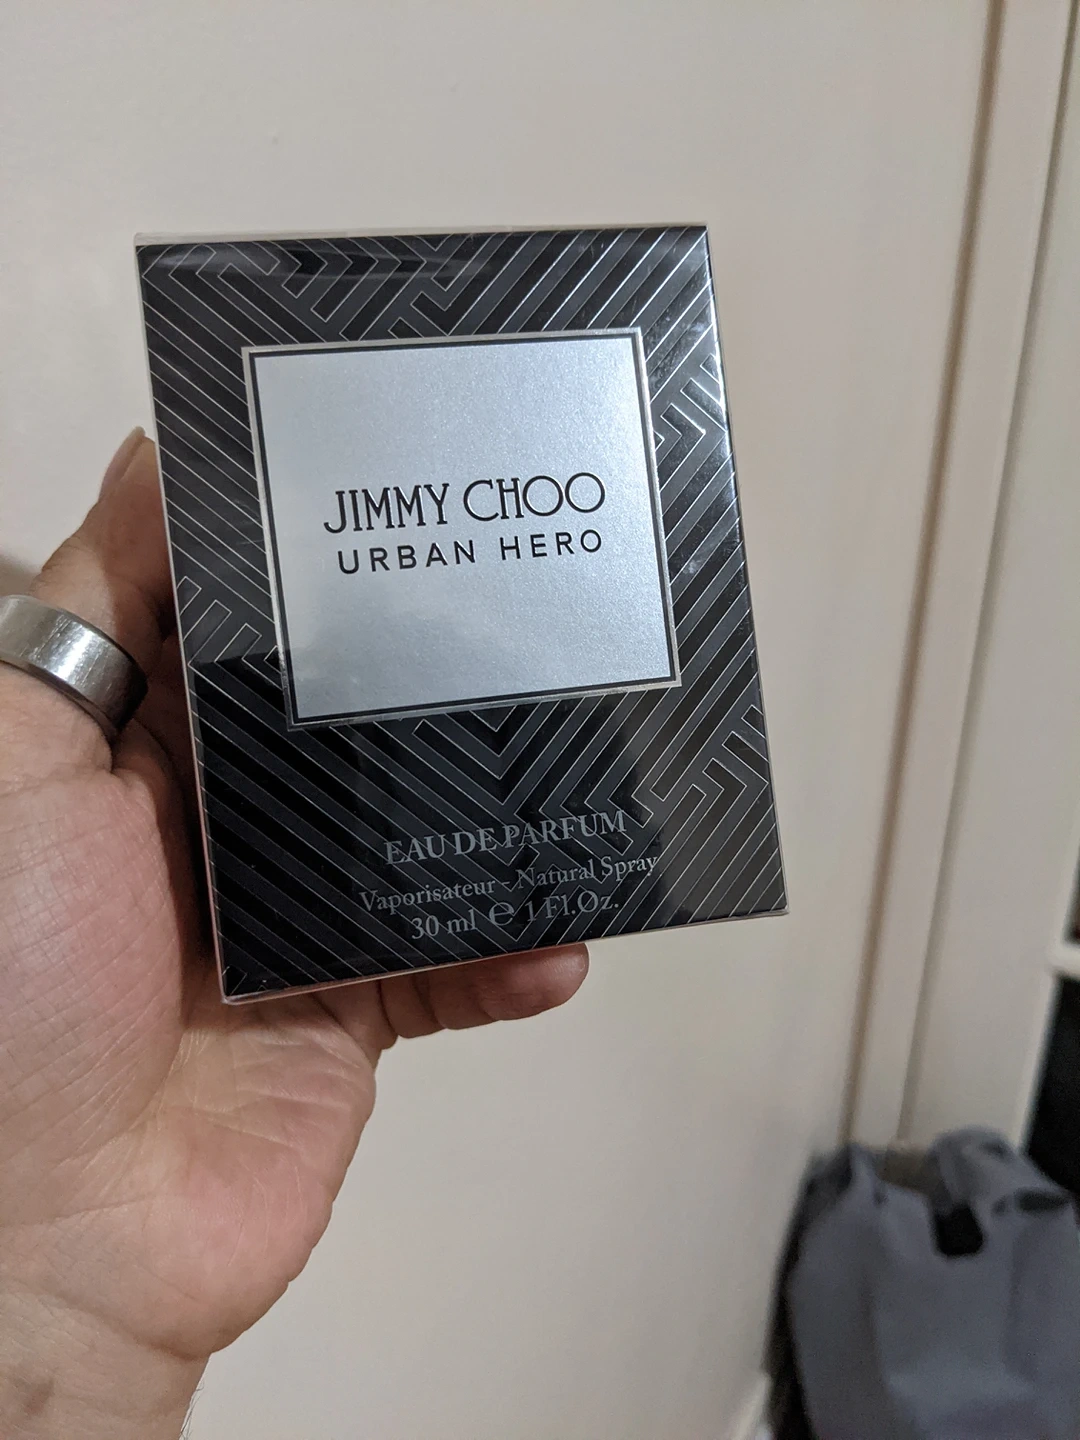 JIMMY CHOO
URBAN HERO
EAU DE PARFUM
Vaporisateur - Natural Spray
30 ml ℮ 1 Fl.Oz.